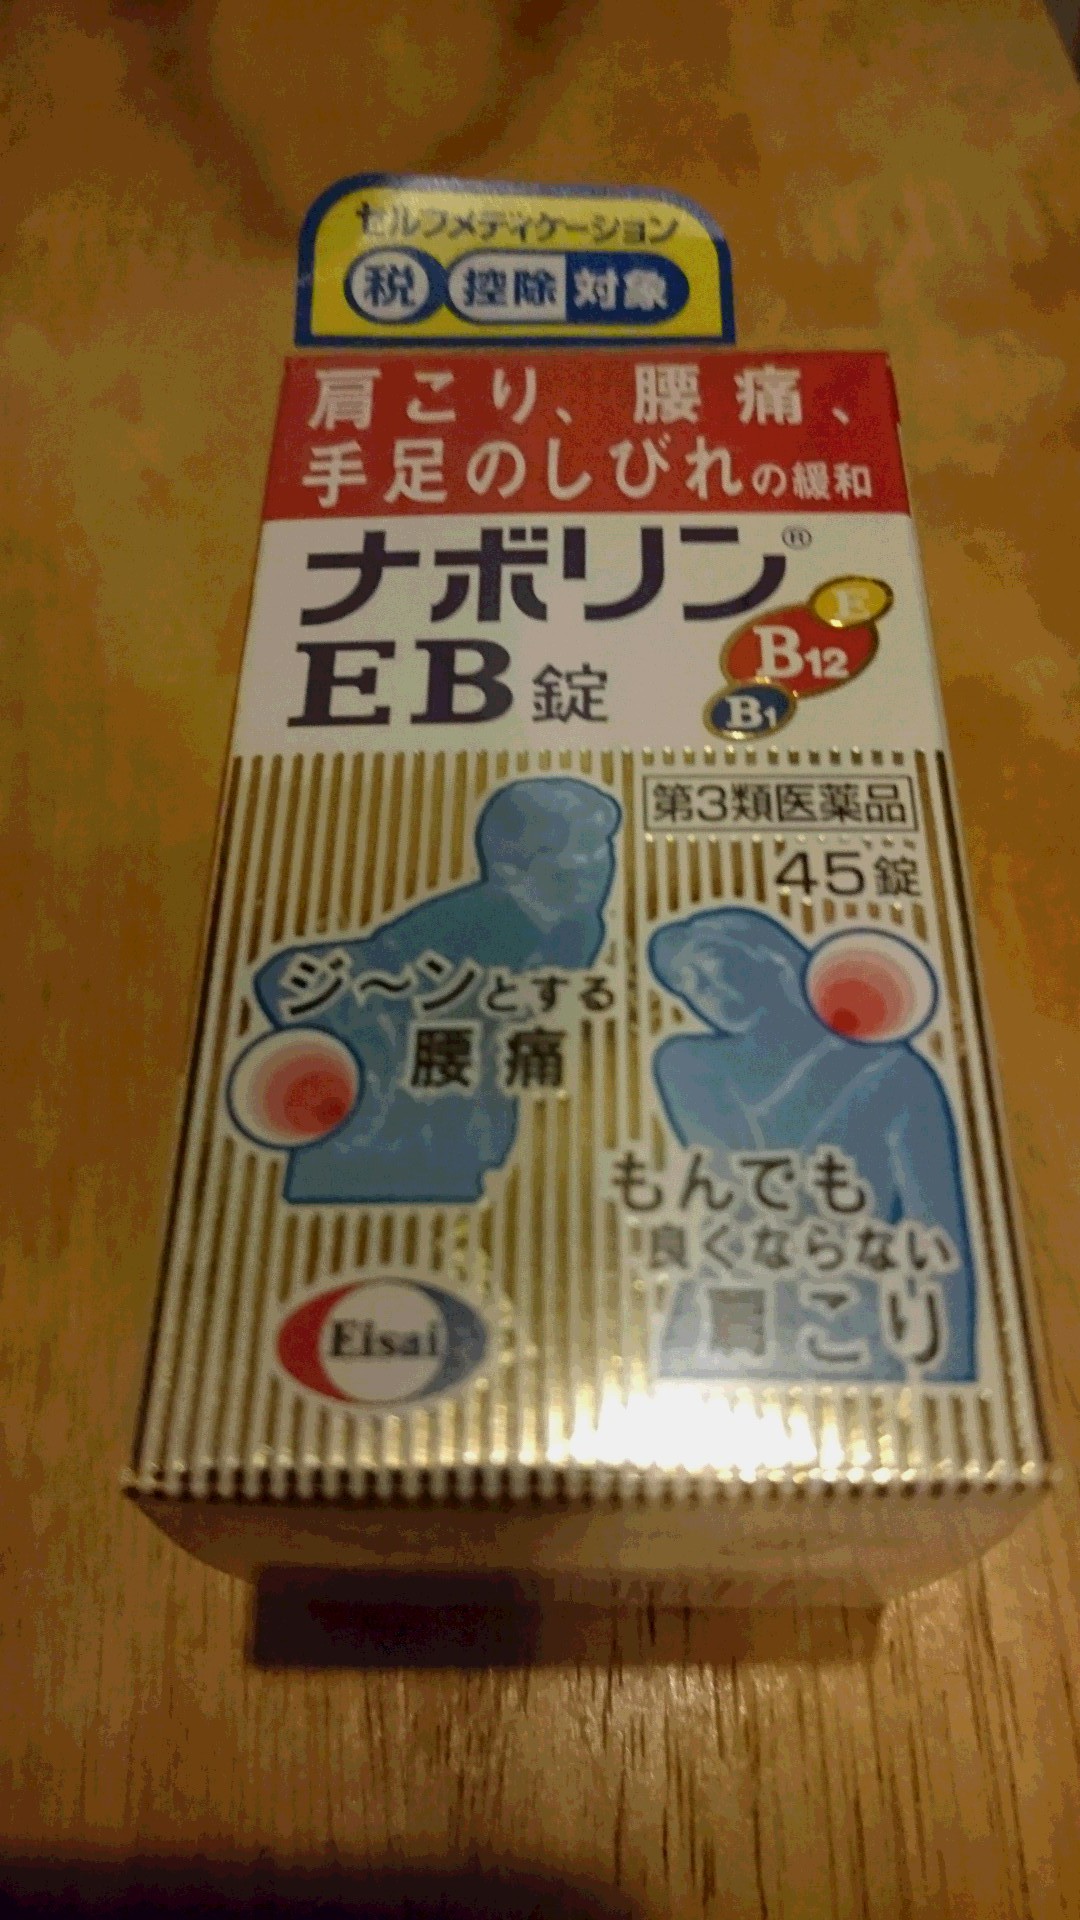 セルフメディケーション
税 控除 対象
肩こり、腰痛、
手足のしびれの緩和
ナボリン®
EB錠
E
B12
B1
第3類医薬品
45錠
ジ〜ンとする
腰痛
もんでも
良くならない
肩こり
Eisai